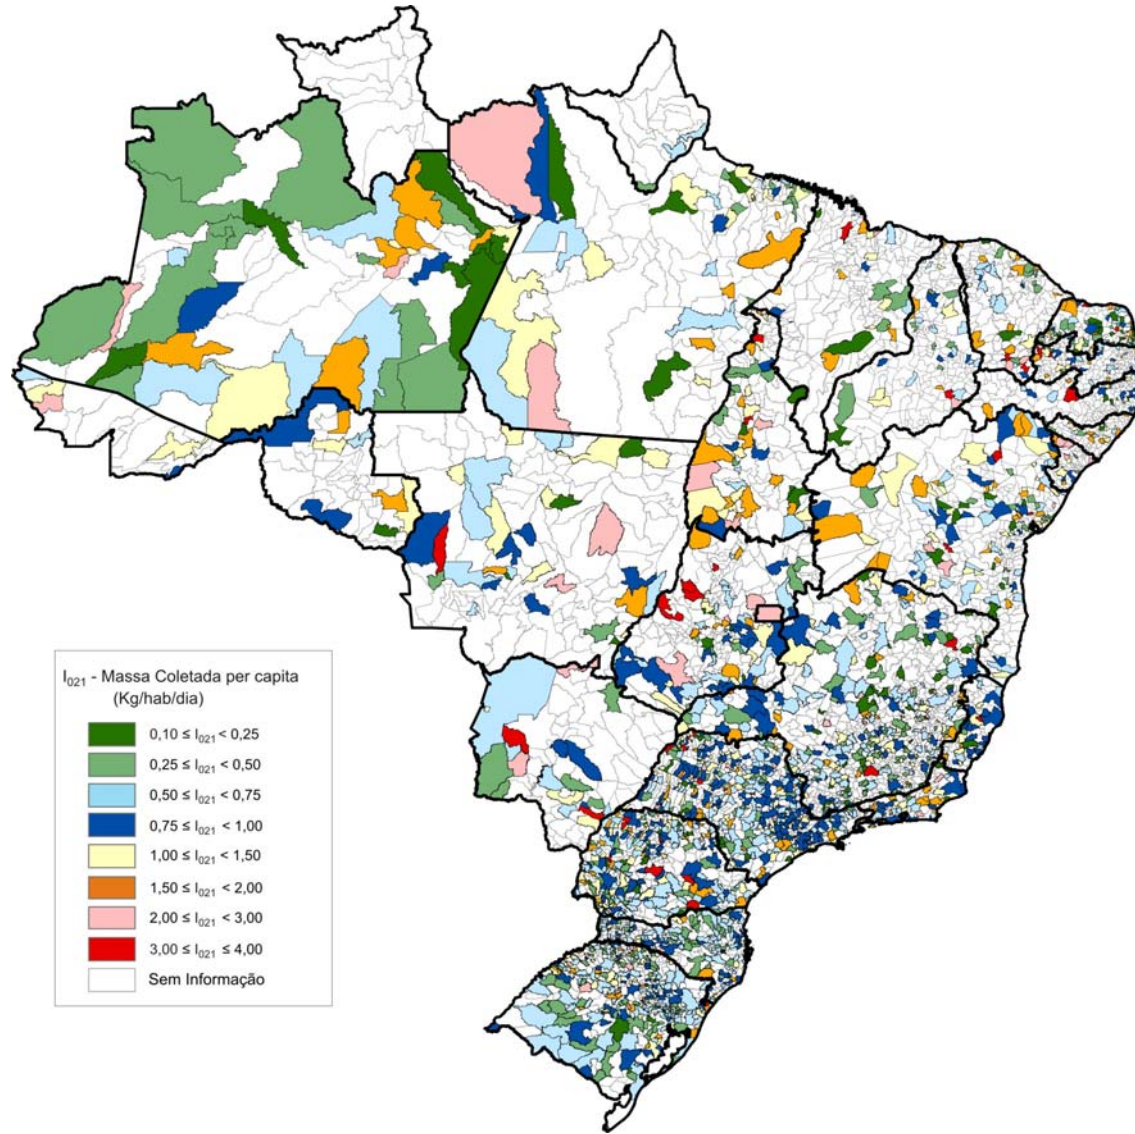 I₀₂₁ - Massa Coletada per capita
(Kg/hab/dia)
0,10 ≤ I₀₂₁ < 0,25
0,25 ≤ I₀₂₁ < 0,50
0,50 ≤ I₀₂₁ < 0,75
0,75 ≤ I₀₂₁ < 1,00
1,00 ≤ I₀₂₁ < 1,50
1,50 ≤ I₀₂₁ < 2,00
2,00 ≤ I₀₂₁ < 3,00
3,00 ≤ I₀₂₁ ≤ 4,00
Sem Informação